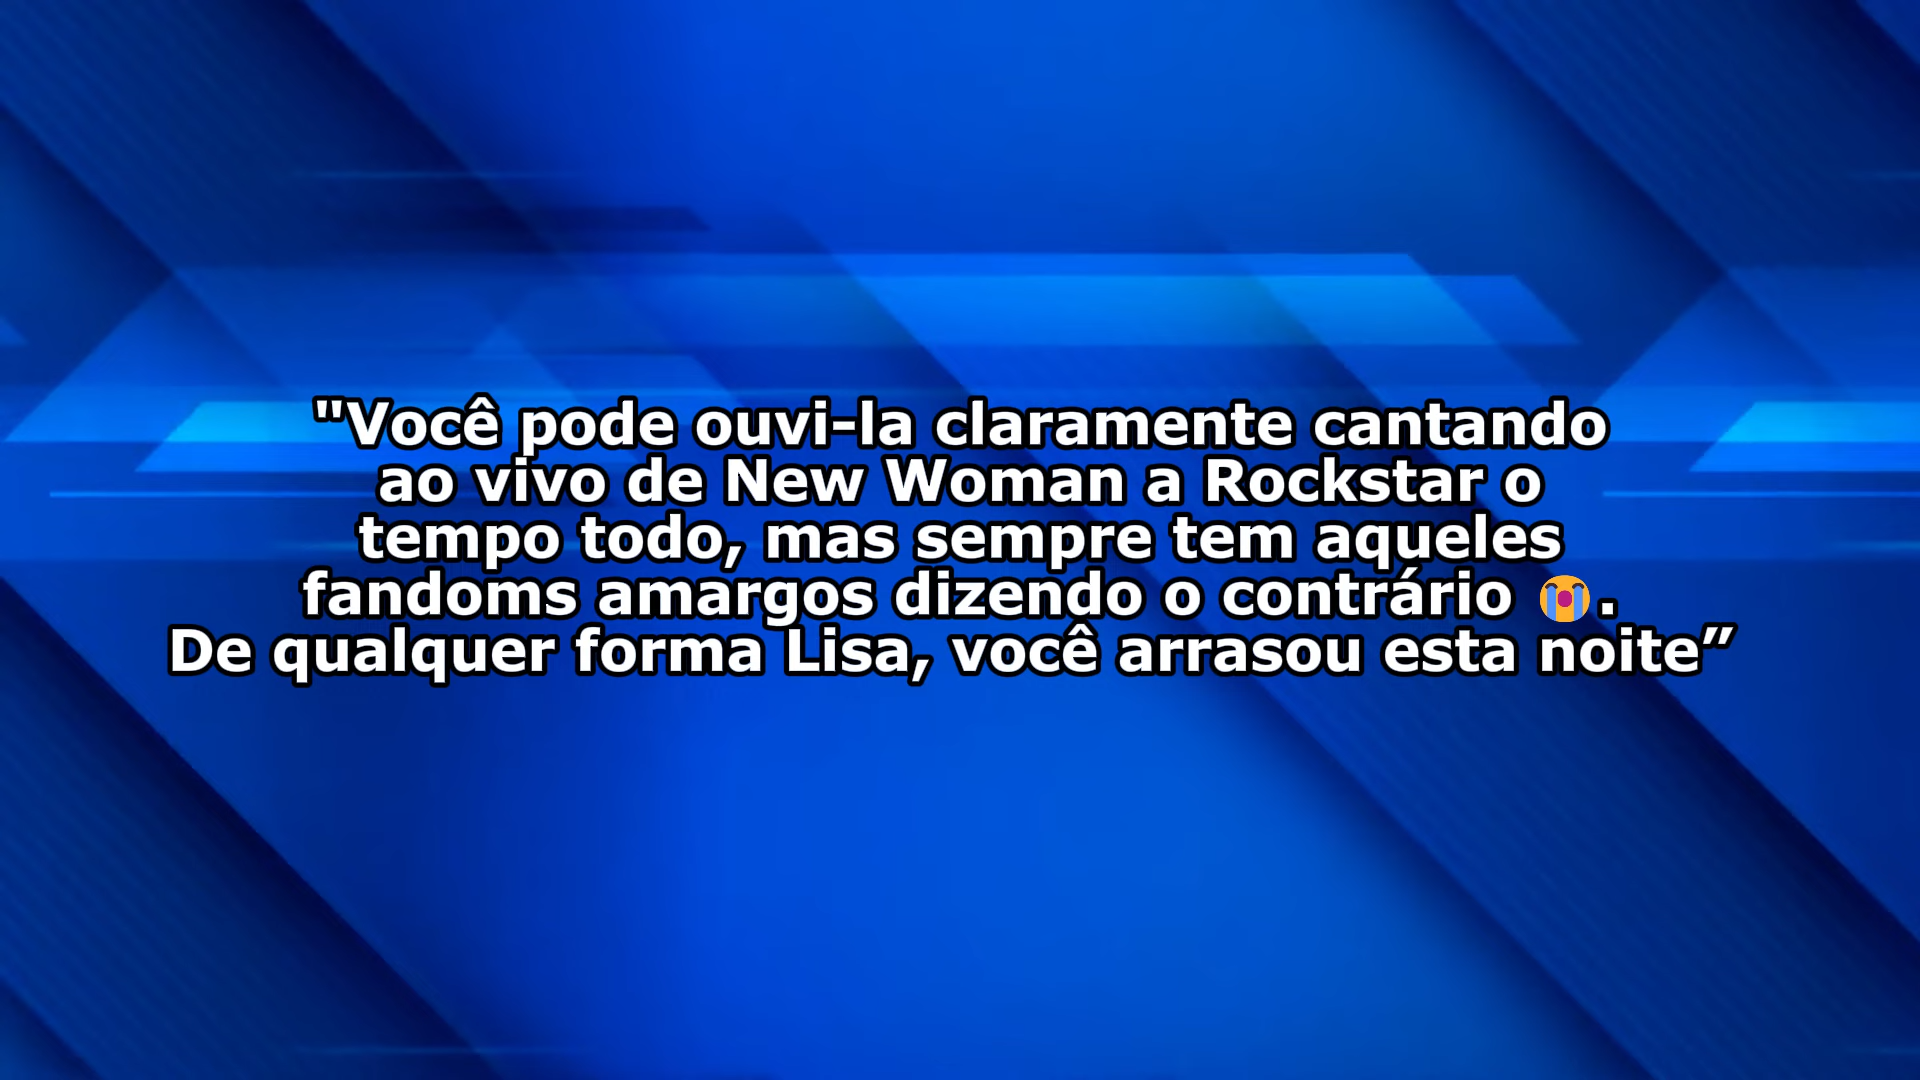 "Você pode ouvi-la claramente cantando
ao vivo de New Woman a Rockstar o
tempo todo, mas sempre tem aqueles
fandoms amargos dizendo o contrário 😭.
De qualquer forma Lisa, você arrasou esta noite”